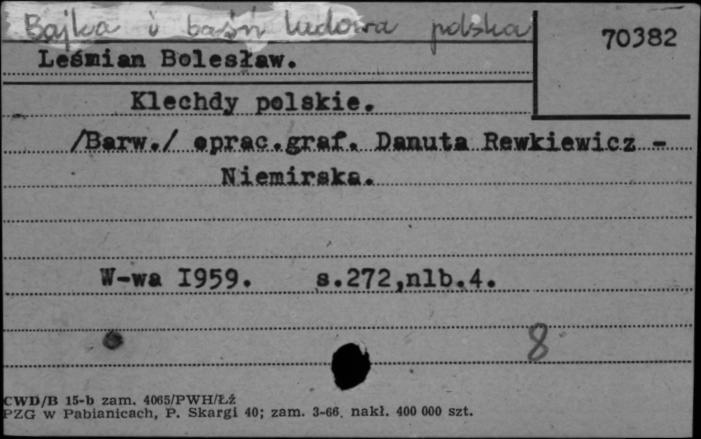 Bajka i baśń ludowa polska
70382
Leśmian Bolesław.
Klechdy polskie.
/Barw./ oprac.graf. Danuta Rewkiewicz -
Niemirska.
W-wa I959. s.272,nlb.4.
8
CWD/B 15-b zam. 4065/PWH/Łź
PZG w Pabianicach, P. Skargi 40; zam. 3-66. nakł. 400 000 szt.